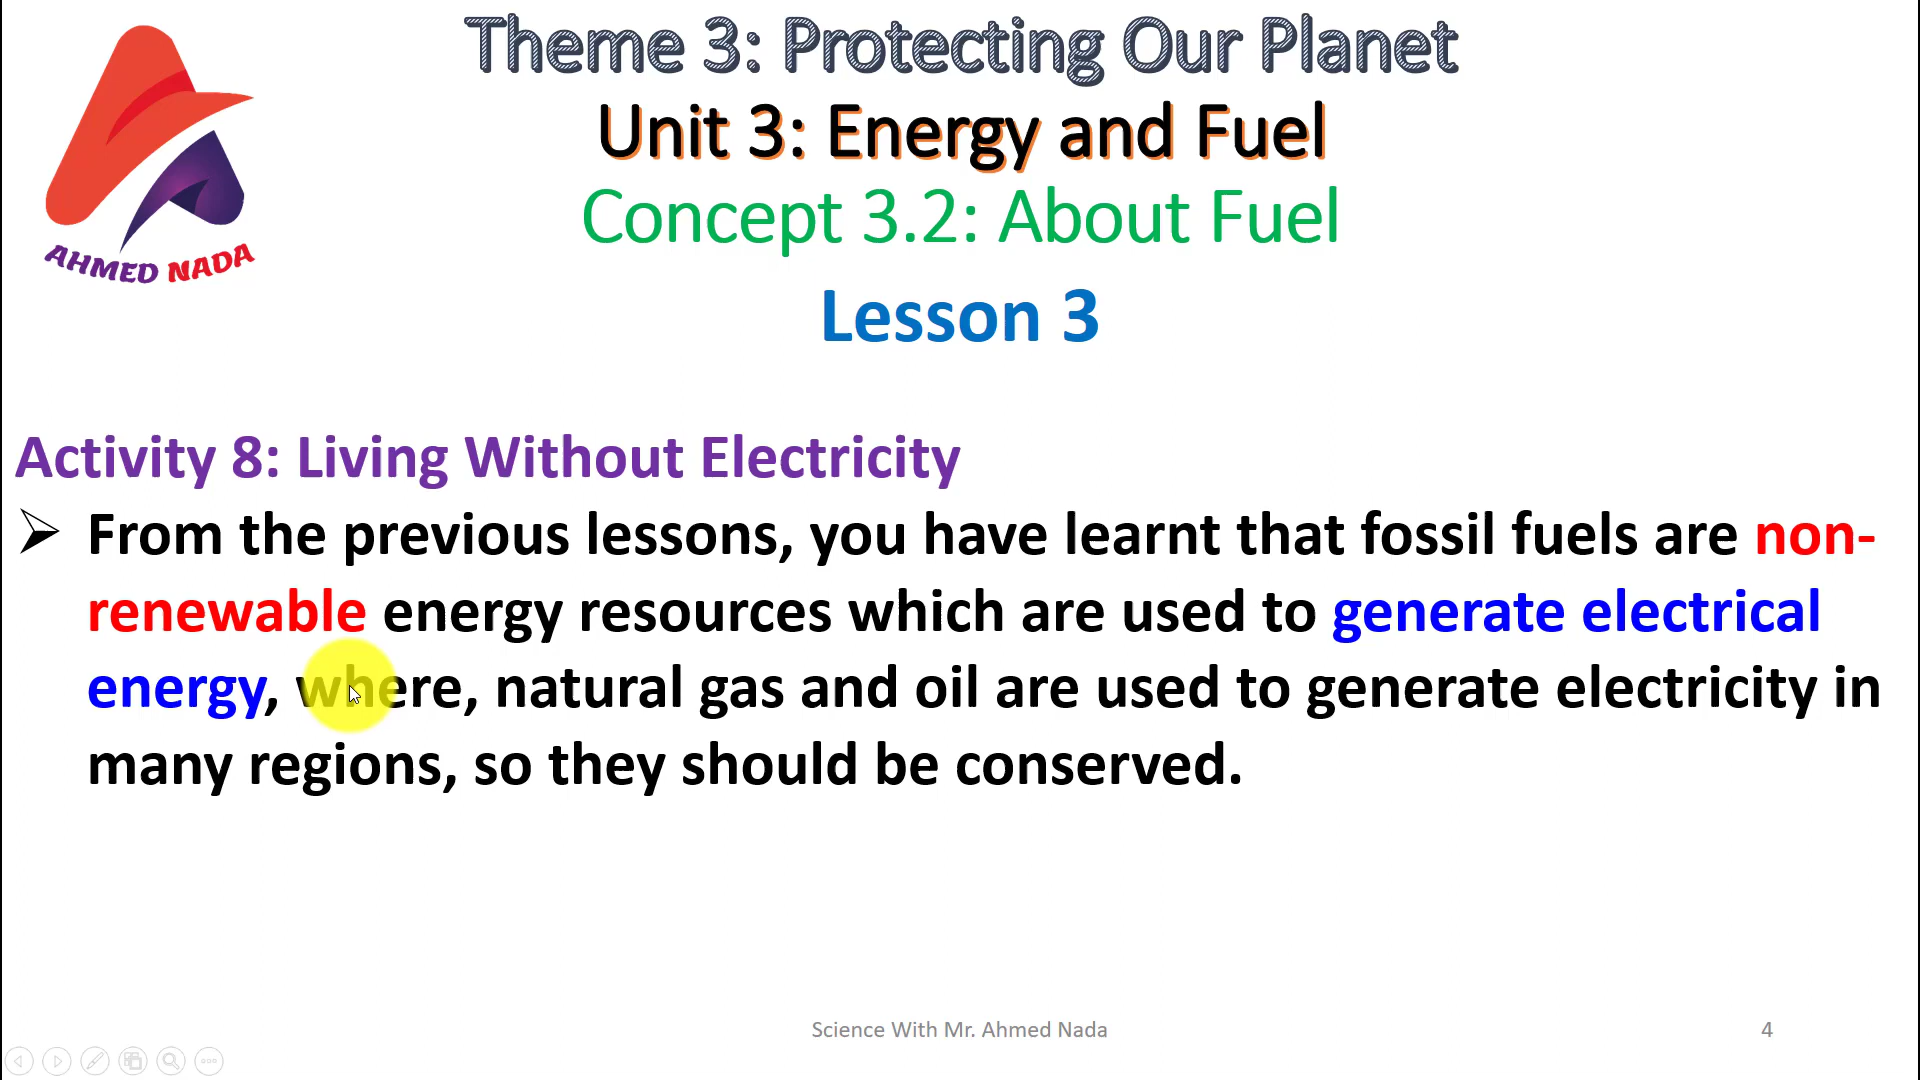 Theme 3: Protecting Our Planet
Unit 3: Energy and Fuel
Concept 3.2: About Fuel
AHMED NADA
Lesson 3
Activity 8: Living Without Electricity
From the previous lessons, you have learnt that fossil fuels are non-
renewable energy resources which are used to generate electrical
energy, where, natural gas and oil are used to generate electricity in
many regions, so they should be conserved.
Science With Mr. Ahmed Nada
4